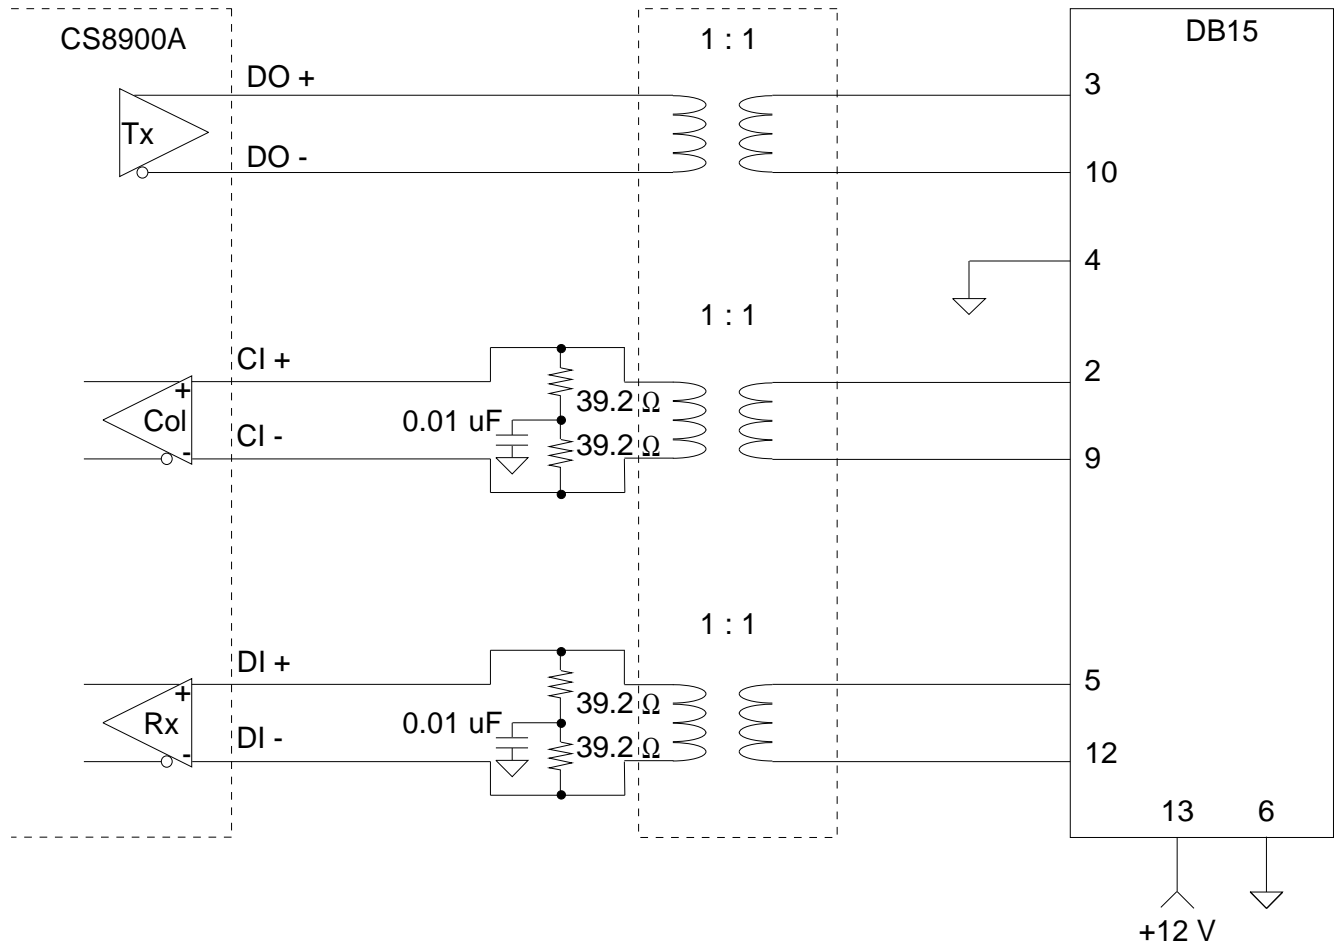 CS8900A
1 : 1
DB15
DO +
3
Tx
DO -
10
4
1 : 1
CI +
2
+
39.2 Ω
Col
0.01 uF
CI -
39.2 Ω
-
9
1 : 1
DI +
5
+
39.2 Ω
Rx
0.01 uF
DI -
39.2 Ω
-
12
13
6
+12 V